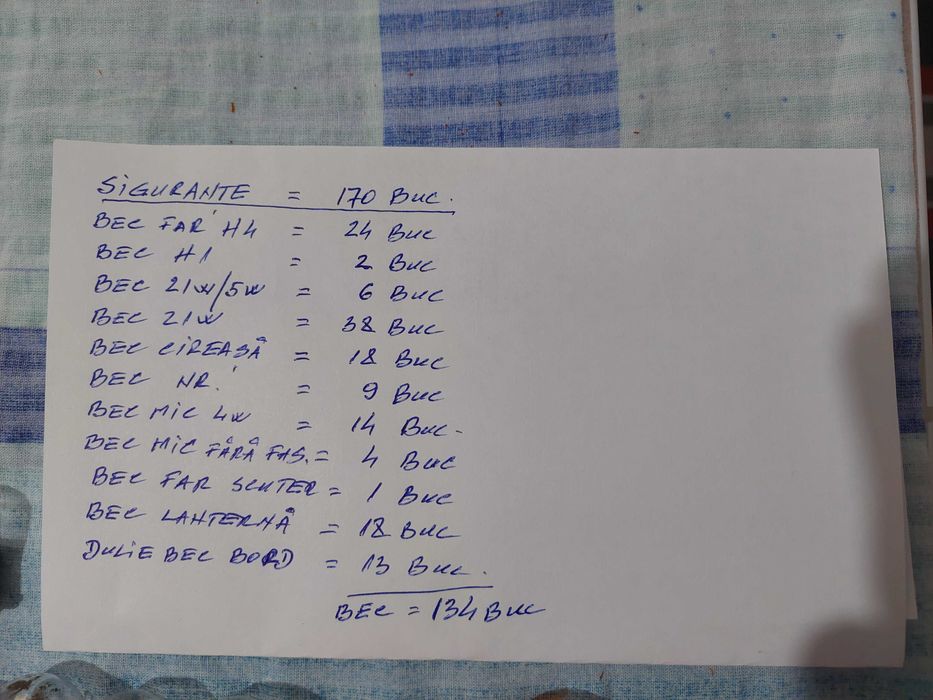 SIGURANTE = 170 BUC.
BEC FAR H4 = 24 BUC
BEC H1 = 2 BUC
BEC 21W/5W = 6 BUC
BEC 21W = 38 BUC
BEC CIREAȘĂ = 18 BUC
BEC NR. = 9 BUC
BEC MIC 4W = 14 BUC.
BEC MIC FĂRĂ FAS. = 4 BUC
BEC FAR SCUTER = 1 BUC
BEC LANTERNĂ = 18 BUC
DULIE BEC BORD = 13 BUC.
BEC = 134 BUC